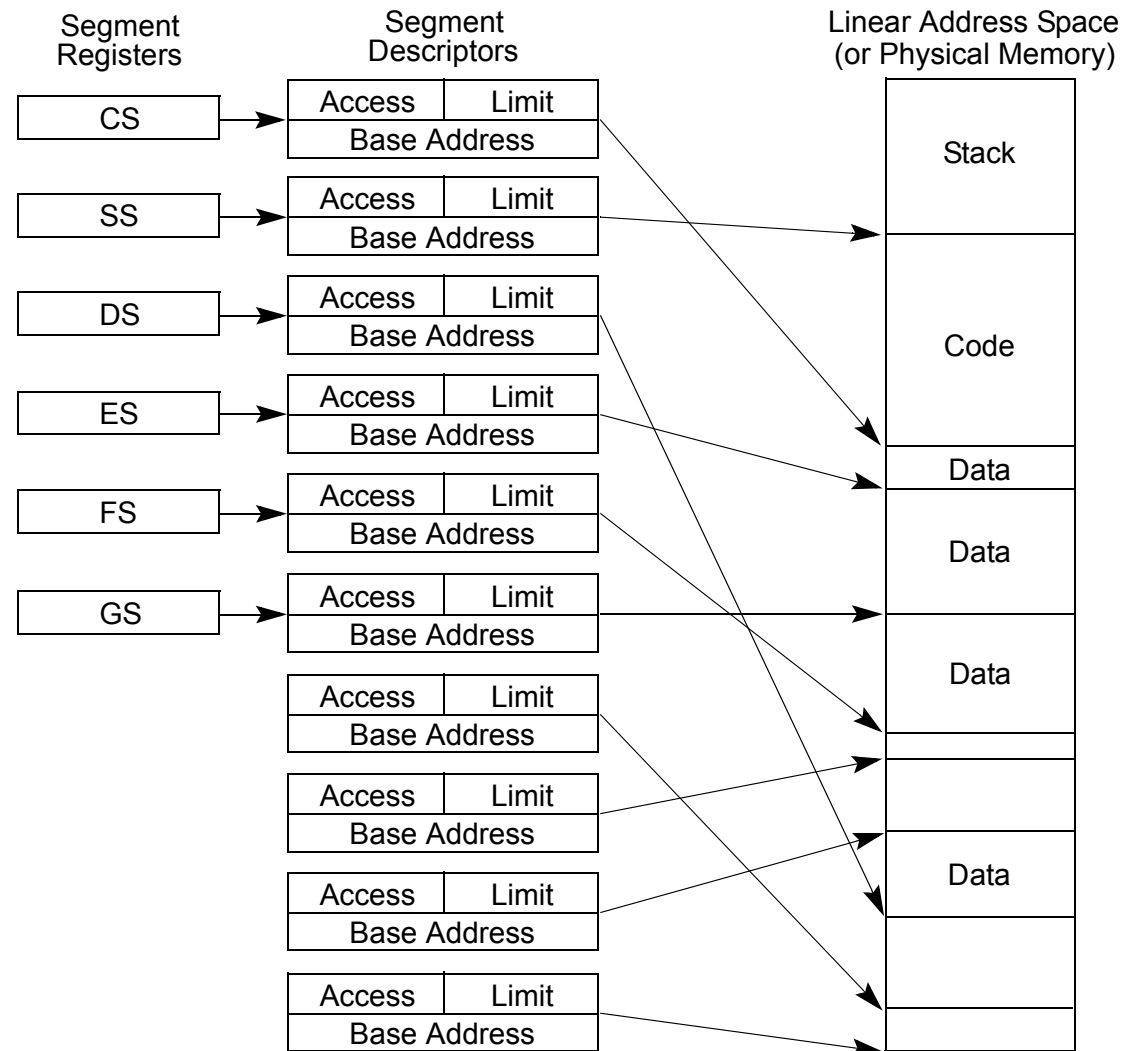 Segment
Registers
Segment
Descriptors
Linear Address Space
(or Physical Memory)
CS
Access Limit
Base Address
Stack
SS
Access Limit
Base Address
DS
Access Limit
Base Address
Code
ES
Access Limit
Base Address
Data
FS
Access Limit
Base Address
Data
GS
Access Limit
Base Address
Data
Access Limit
Base Address
Access Limit
Base Address
Access Limit
Base Address
Data
Access Limit
Base Address